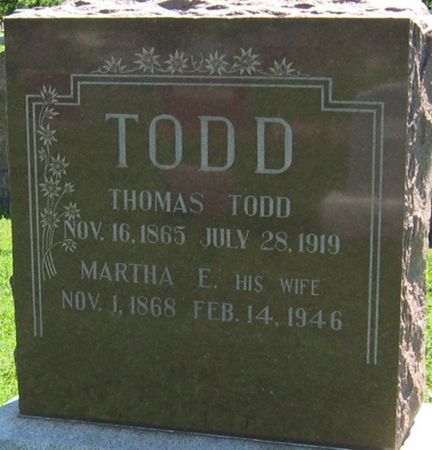 TODD
THOMAS TODD
NOV. 16, 1865 JULY 28, 1919
MARTHA E. HIS WIFE
NOV. 1, 1868 FEB. 14, 1946